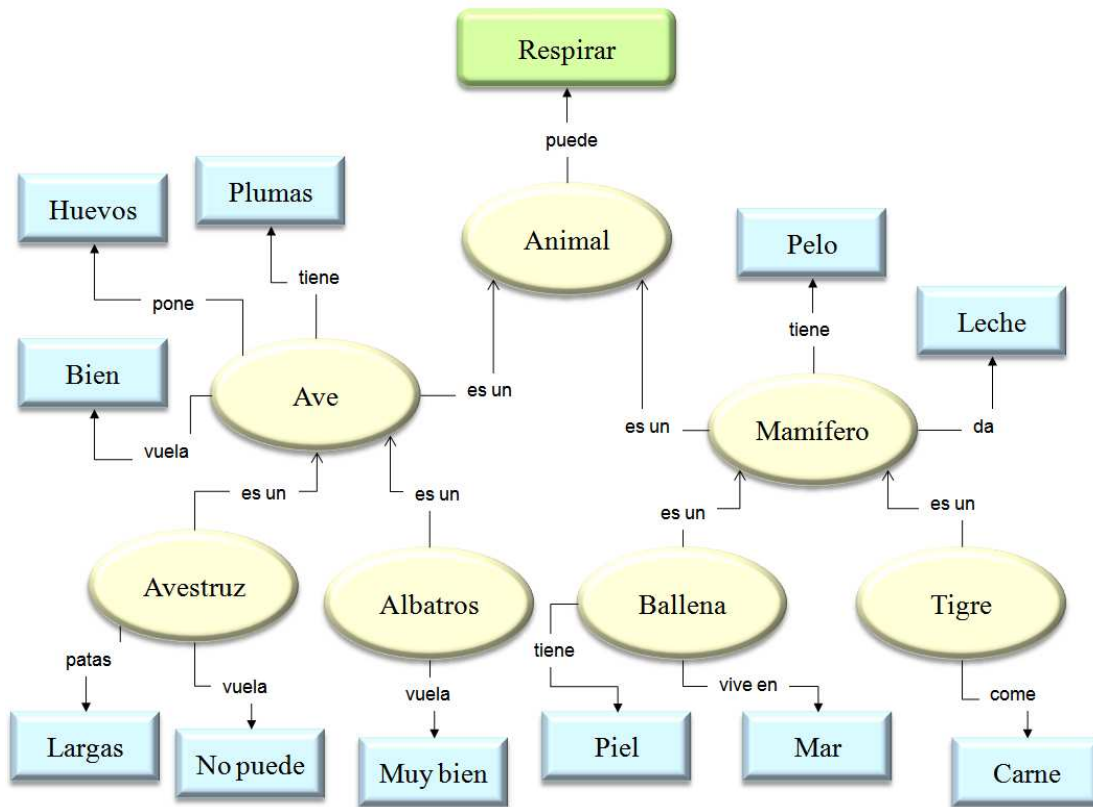 Respirar
puede
Plumas
Huevos
Animal
Pelo
tiene
pone
Leche
tiene
Bien
Ave
es un
es un
Mamífero
da
vuela
es un
es un
es un
es un
Avestruz
Albatros
Ballena
Tigre
patas
tiene
vuela
vuela
vive en
come
Largas
No puede
Muy bien
Piel
Mar
Carne